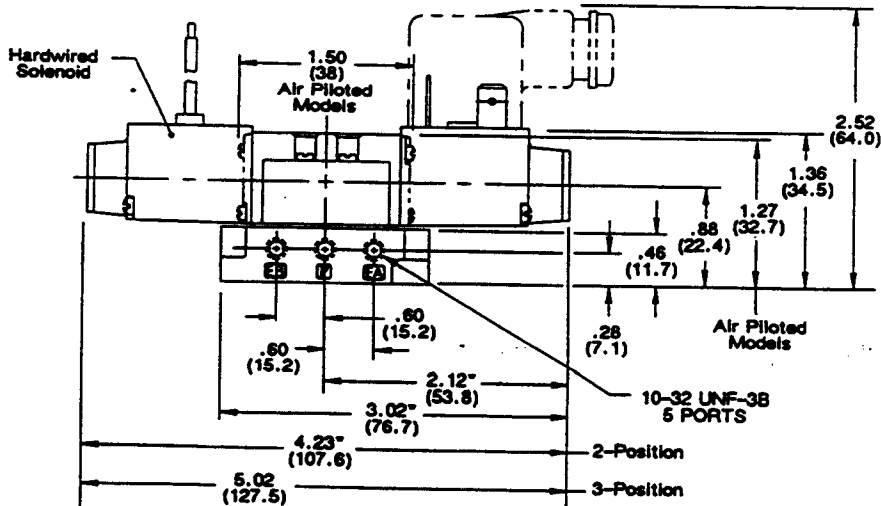 Hardwired
Solenoid
1.50
(38)
Air Piloted
Models
2.52
(64.0)
1.36
(34.5)
1.27
(32.7)
.88
(22.4)
.46
(11.7)
.28
(7.1)
Air Piloted
Models
EB
P
EA
.60
(15.2)
.60
(15.2)
2.12"
(53.8)
10-32 UNF-3B
5 PORTS
3.02"
(76.7)
4.23"
(107.6)
2-Position
5.02
(127.5)
3-Position